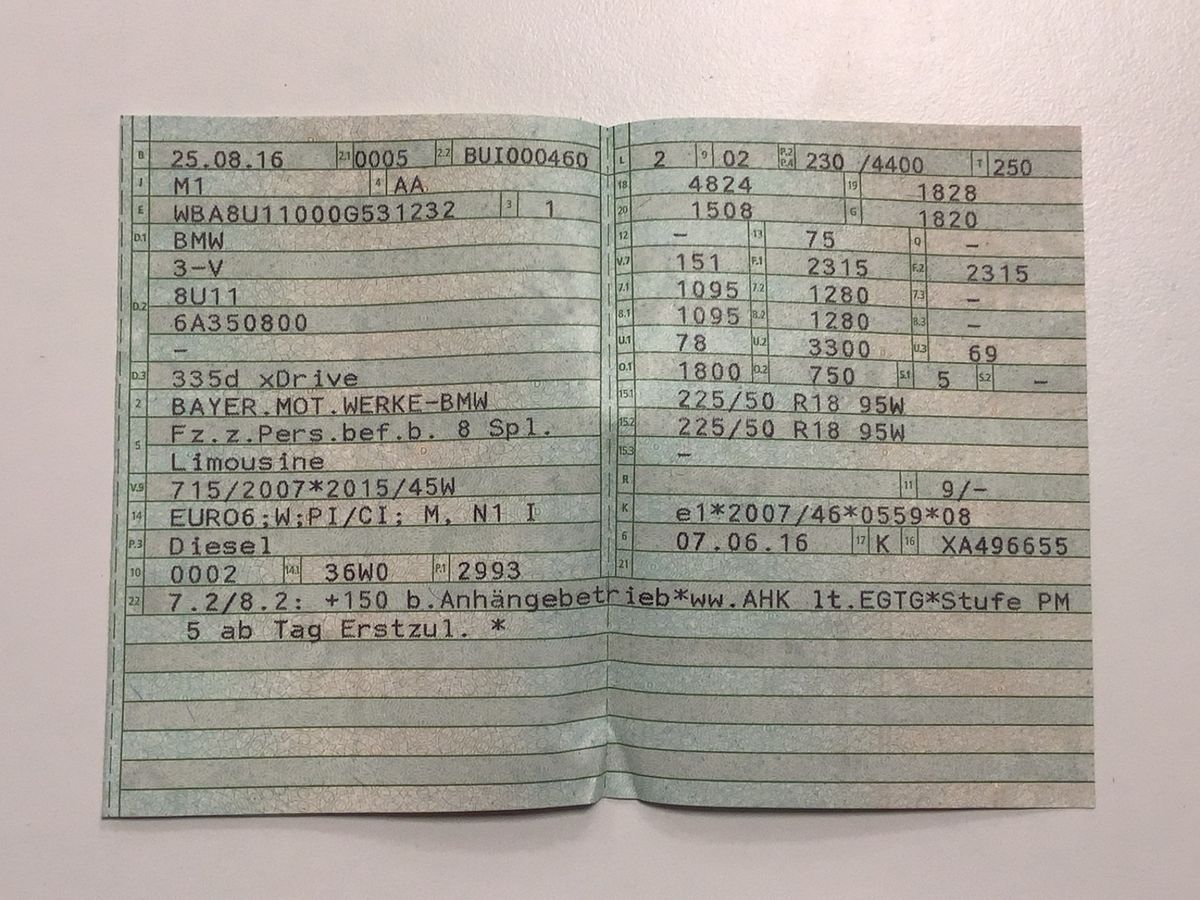 B 25.08.16 2.1 0005 2.2 BUI000460
J M1 4 AA
E WBA8U11000G531232 3 1
D.1 BMW
3-V
8U11
D.2 6A350800
–
D.3 335d xDrive
2 BAYER.MOT.WERKE-BMW
5 Fz.z.Pers.bef.b. 8 Spl.
Limousine
V.9 715/2007*2015/45W
14 EURO6;W;PI/CI; M, N1 I
P.3 Diesel
10 0002 14.1 36W0 P.1 2993
L 2 9 02 P.2 P.4 230 /4400 T 250
18 4824 19 1828
20 1508 G 1820
12 – 13 75 Q –
V.7 151 F.1 2315 F.2 2315
7.1 1095 7.2 1280 7.3 –
8.1 1095 8.2 1280 8.3 –
U.1 78 U.2 3300 U.3 69
O.1 1800 O.2 750 S.1 5 S.2 –
15.1 225/50 R18 95W
15.2 225/50 R18 95W
15.3 –
R 11 9/-
K e1*2007/46*0559*08
6 07.06.16 17 K 16 XA496655
21
22 7.2/8.2: +150 b.Anhängebetrieb*ww.AHK lt.EGTG*Stufe PM
5 ab Tag Erstzul. *